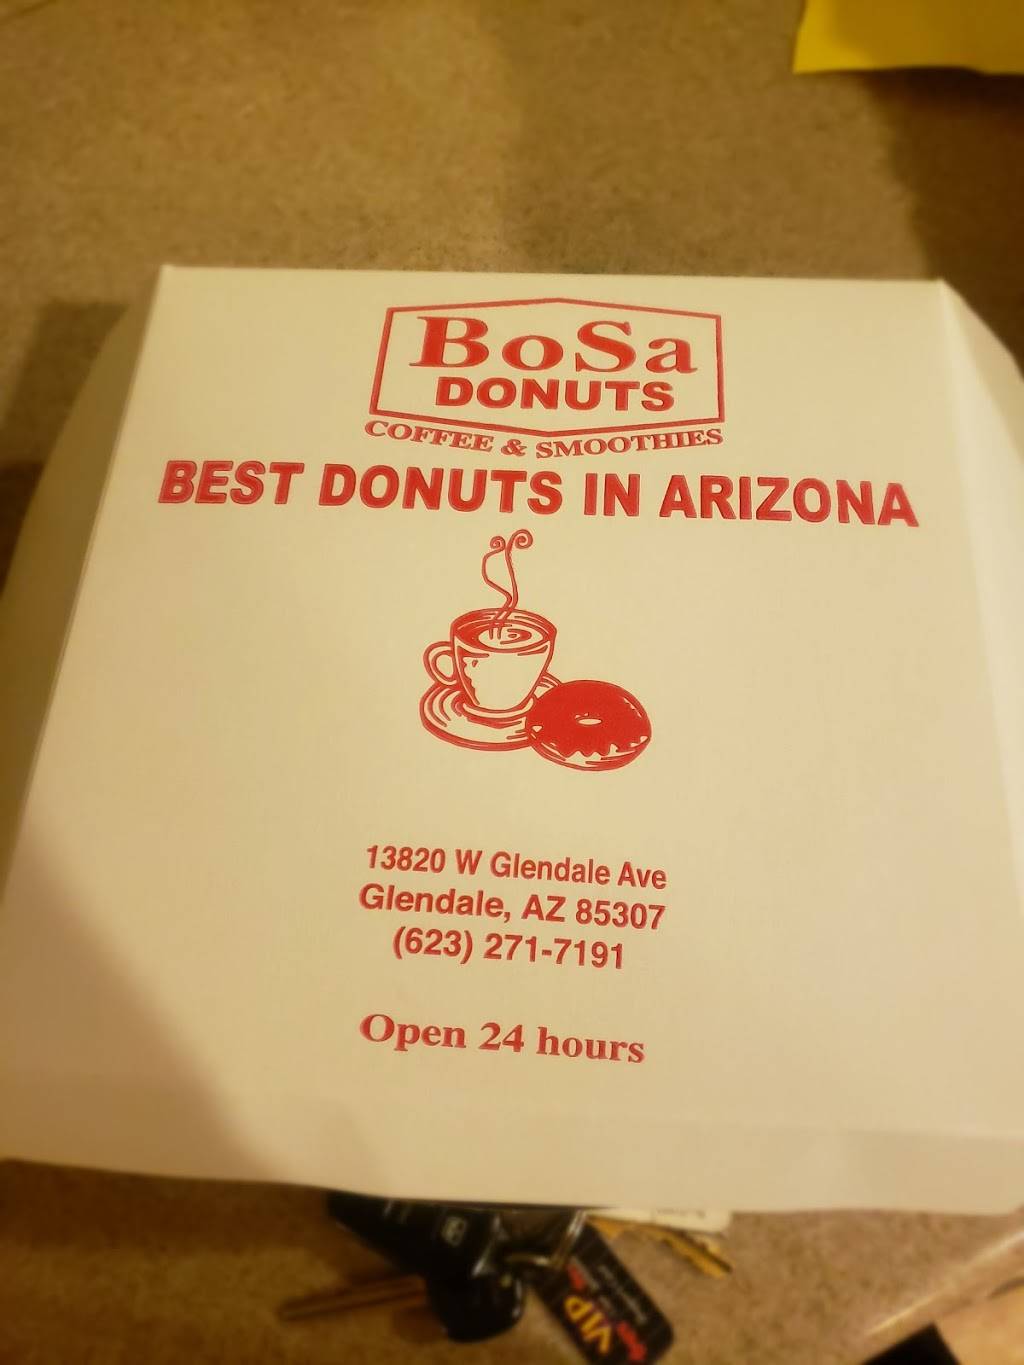 BoSa
DONUTS
COFFEE & SMOOTHIES
BEST DONUTS IN ARIZONA
13820 W Glendale Ave
Glendale, AZ 85307
(623) 271-7191
Open 24 hours
VIP